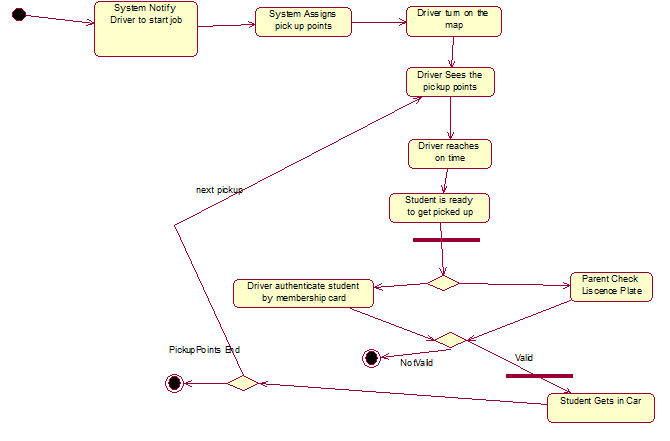 System Notify
Driver to start job
System Assigns
pick up points
Driver turn on the
map
Driver Sees the
pickup points
Driver reaches
on time
next pickup
Student is ready
to get picked up
Driver authenticate student
by membership card
Parent Check
Liscence Plate
PickupPoints End
NotValid
Valid
Student Gets in Car